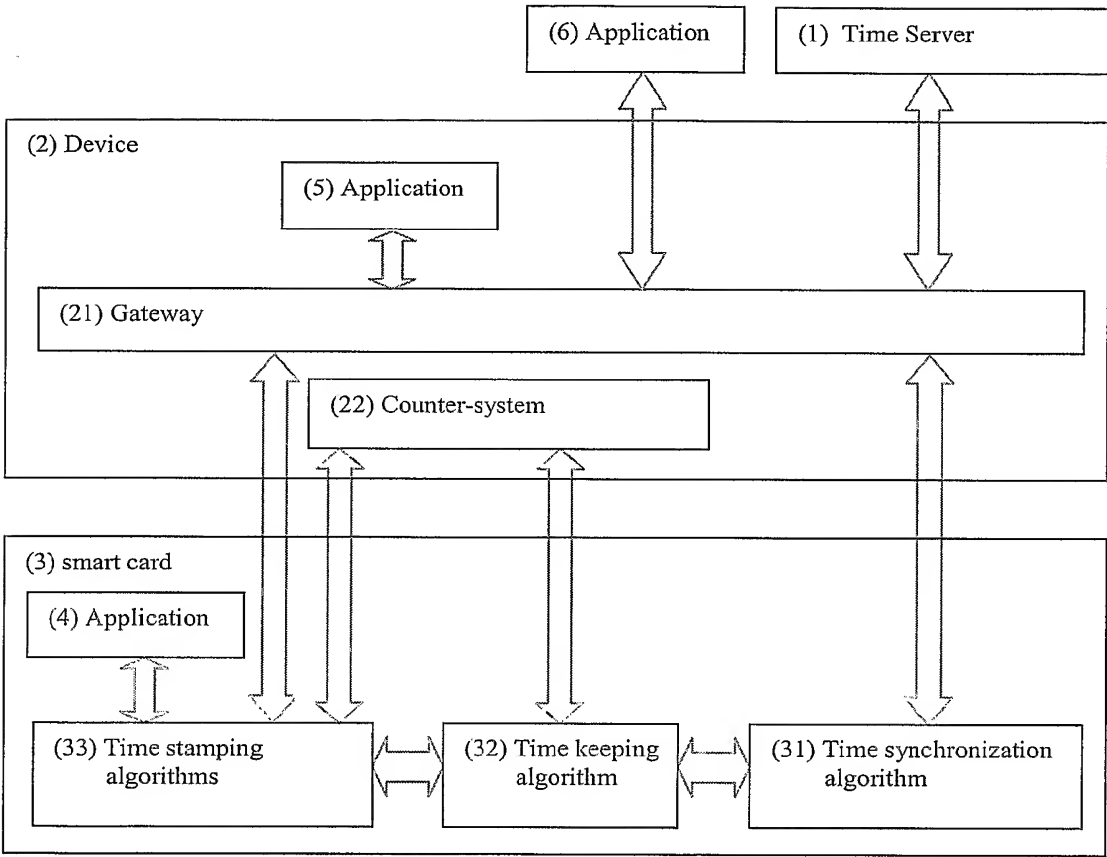 (6) Application
(1) Time Server
(2) Device
(5) Application
(21) Gateway
(22) Counter-system
(3) smart card
(4) Application
(33) Time stamping
algorithms
(32) Time keeping
algorithm
(31) Time synchronization
algorithm